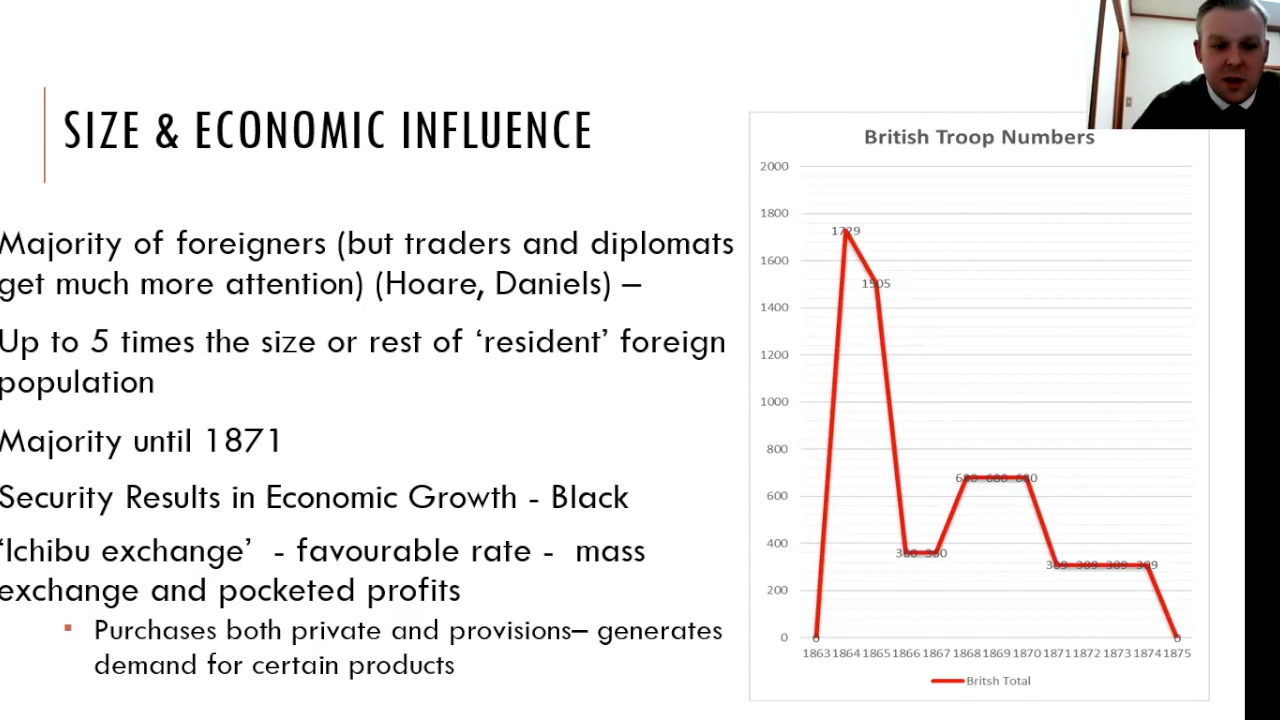 SIZE & ECONOMIC INFLUENCE
Majority of foreigners (but traders and diplomats
get much more attention) (Hoare, Daniels) –
Up to 5 times the size or rest of ‘resident’ foreign
population
Majority until 1871
Security Results in Economic Growth - Black
‘Ichibu exchange’ - favourable rate - mass
exchange and pocketed profits
▪ Purchases both private and provisions– generates
demand for certain products
British Troop Numbers
2000
1800
1729
1600
1505
1400
1200
1000
800
680 680 680
600
400
360 360
309 309 309 309
200
0
0 0
1863 1864 1865 1866 1867 1868 1869 1870 1871 1872 1873 1874 1875
Britsh Total